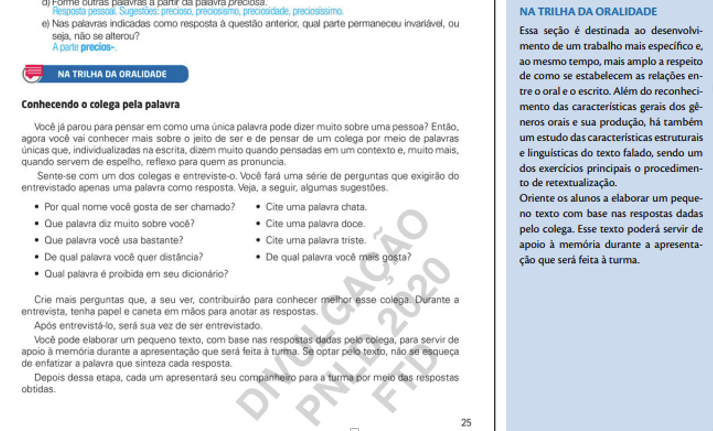 d) Forme outras palavras a partir da palavra preciosa.
Resposta pessoal. Sugestões: precioso, preciosismo, preciosidade, preciosíssimo.
e) Nas palavras indicadas como resposta à questão anterior, qual parte permaneceu invariável, ou
seja, não se alterou?
A parte precios-.
NA TRILHA DA ORALIDADE
Conhecendo o colega pela palavra
Você já parou para pensar em como uma única palavra pode dizer muito sobre uma pessoa? Então,
agora você vai conhecer mais sobre o jeito de ser e de pensar de um colega por meio de palavras
únicas que, individualizadas na escrita, dizem muito quando pensadas em um contexto e, muito mais,
quando servem de espelho, reflexo para quem as pronuncia.
Sente-se com um dos colegas e entreviste-o. Você fará uma série de perguntas que exigirão do
entrevistado apenas uma palavra como resposta. Veja, a seguir, algumas sugestões.
• Por qual nome você gosta de ser chamado?
• Que palavra diz muito sobre você?
• Que palavra você usa bastante?
• De qual palavra você quer distância?
• Qual palavra é proibida em seu dicionário?
• Cite uma palavra chata.
• Cite uma palavra doce.
• Cite uma palavra triste.
• De qual palavra você mais gosta?
Crie mais perguntas que, a seu ver, contribuirão para conhecer melhor esse colega. Durante a
entrevista, tenha papel e caneta em mãos para anotar as respostas.
Após entrevistá-lo, será sua vez de ser entrevistado.
Você pode elaborar um pequeno texto, com base nas respostas dadas pelo colega, para servir de
apoio à memória durante a apresentação que será feita à turma. Se optar pelo texto, não se esqueça
de enfatizar a palavra que sintetiza cada resposta.
Depois dessa etapa, cada um apresentará seu companheiro para a turma por meio das respostas
obtidas.
DIVULGAÇÃO
PNLD 2020
FTD
25
NA TRILHA DA ORALIDADE
Essa seção é destinada ao desenvolvi-
mento de um trabalho mais específico e,
ao mesmo tempo, mais amplo a respeito
de como se estabelecem as relações en-
tre o oral e o escrito. Além do reconheci-
mento das características gerais dos gê-
neros orais e sua produção, há também
um estudo das características estruturais
e linguísticas do texto falado, sendo um
dos exercícios principais o procedimen-
to de retextualização.
Oriente os alunos a elaborar um peque-
no texto com base nas respostas dadas
pelo colega. Esse texto poderá servir de
apoio à memória durante a apresenta-
ção que será feita à turma.